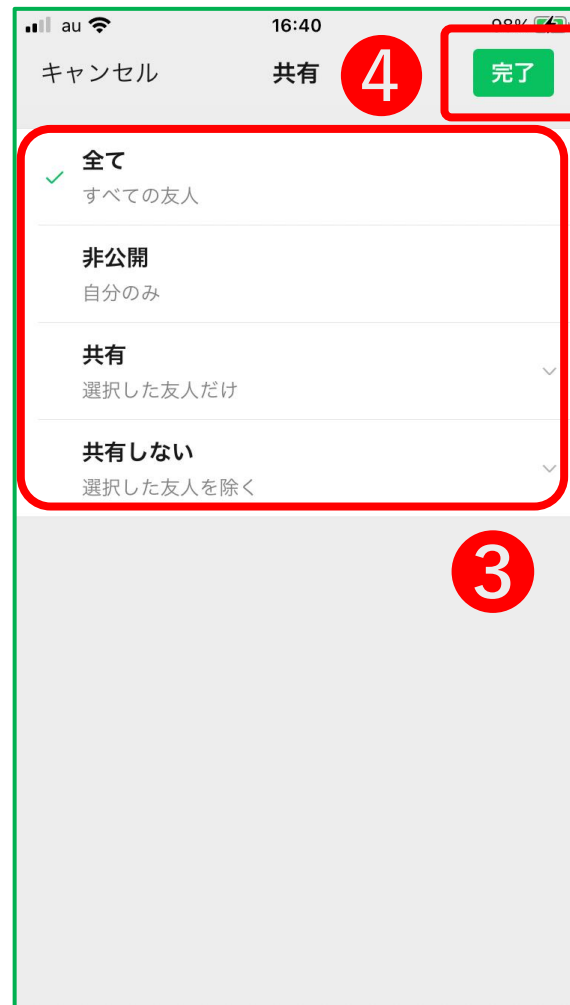 au 16:40 98%
キャンセル 共有 4 完了
全て
すべての友人
非公開
自分のみ
共有
選択した友人だけ
共有しない
選択した友人を除く
3